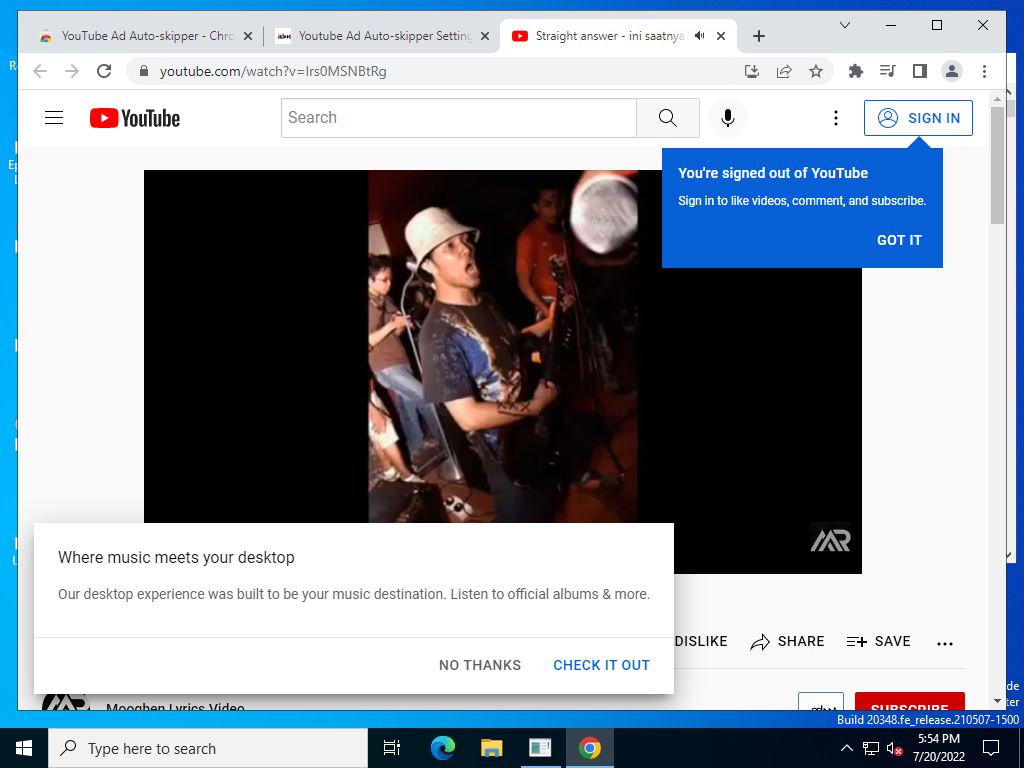 YouTube Ad Auto-skipper - Chro
Youtube Ad Auto-skipper Setting
Straight answer - ini saatnya
youtube.com/watch?v=Irs0MSNBtRg
YouTube
Search
SIGN IN
You're signed out of YouTube
Sign in to like videos, comment, and subscribe.
GOT IT
MR
Where music meets your desktop
Our desktop experience was built to be your music destination. Listen to official albums & more.
NO THANKS
CHECK IT OUT
DISLIKE
SHARE
SAVE
Mooghen Lyrics Video
SUBSCRIBE
Build 20348.fe_release.210507-1500
Type here to search
5:54 PM
7/20/2022